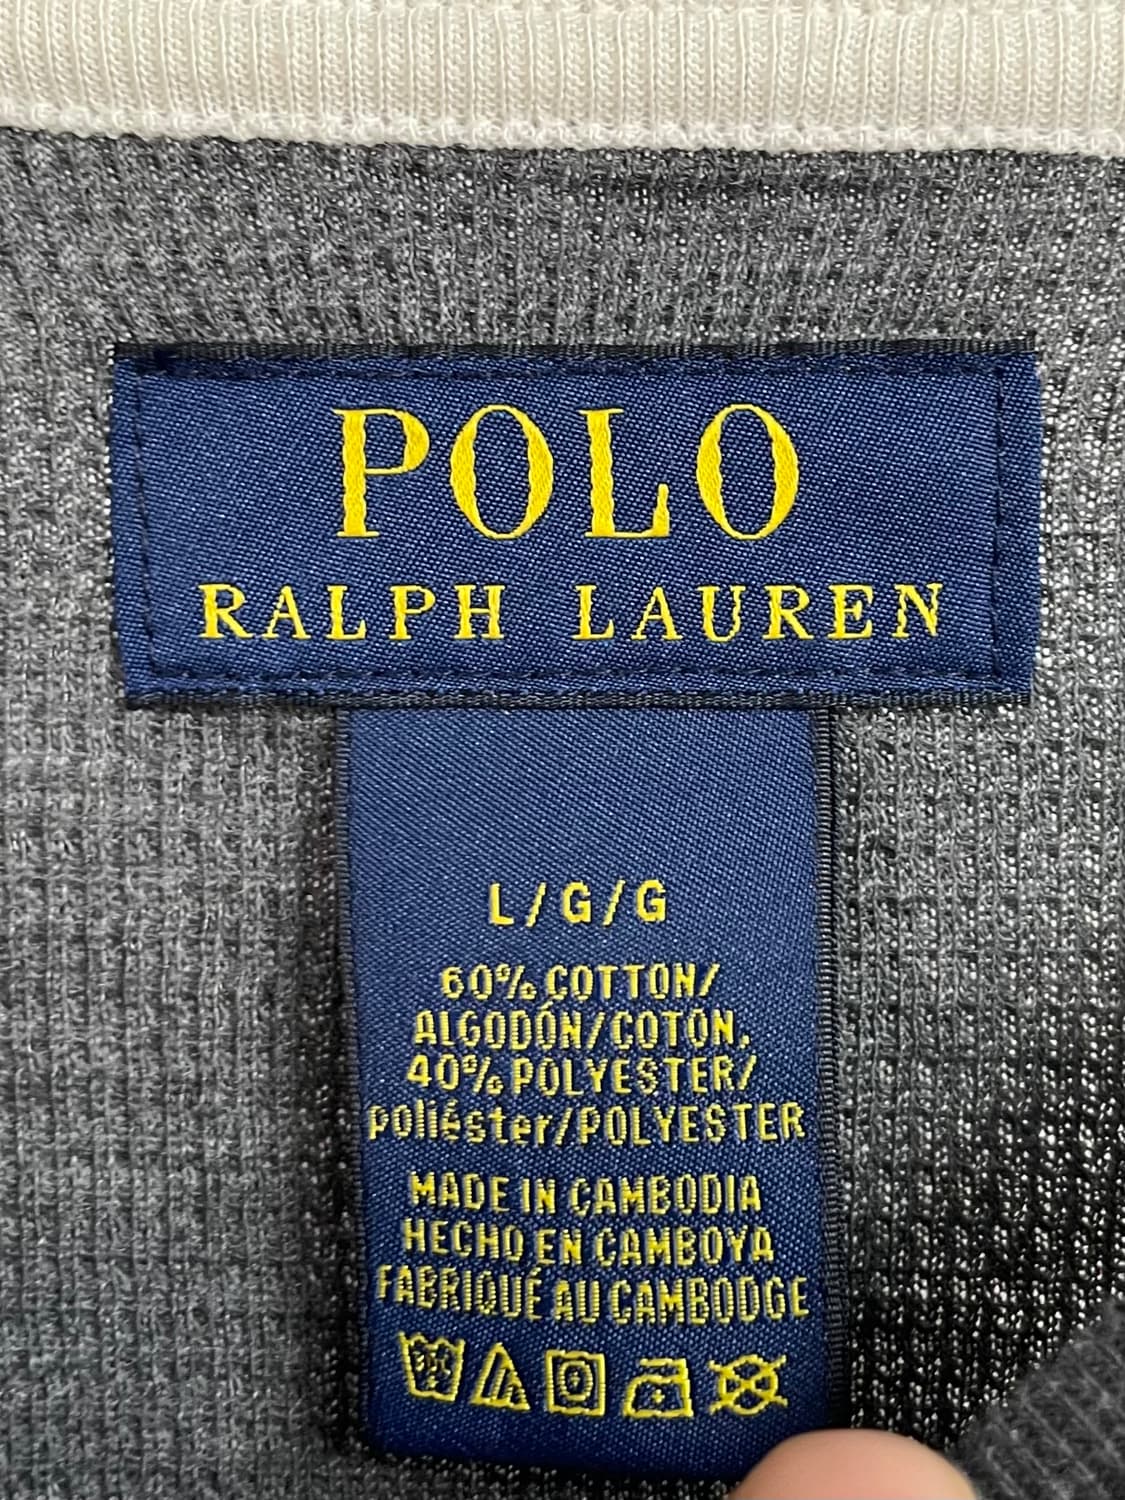 POLO
RALPH LAUREN
L/G/G
60% COTTON/
ALGODÓN/COTON,
40% POLYESTER/
poliéster/POLYESTER
MADE IN CAMBODIA
HECHO EN CAMBOYA
FABRIQUÉ AU CAMBODGE